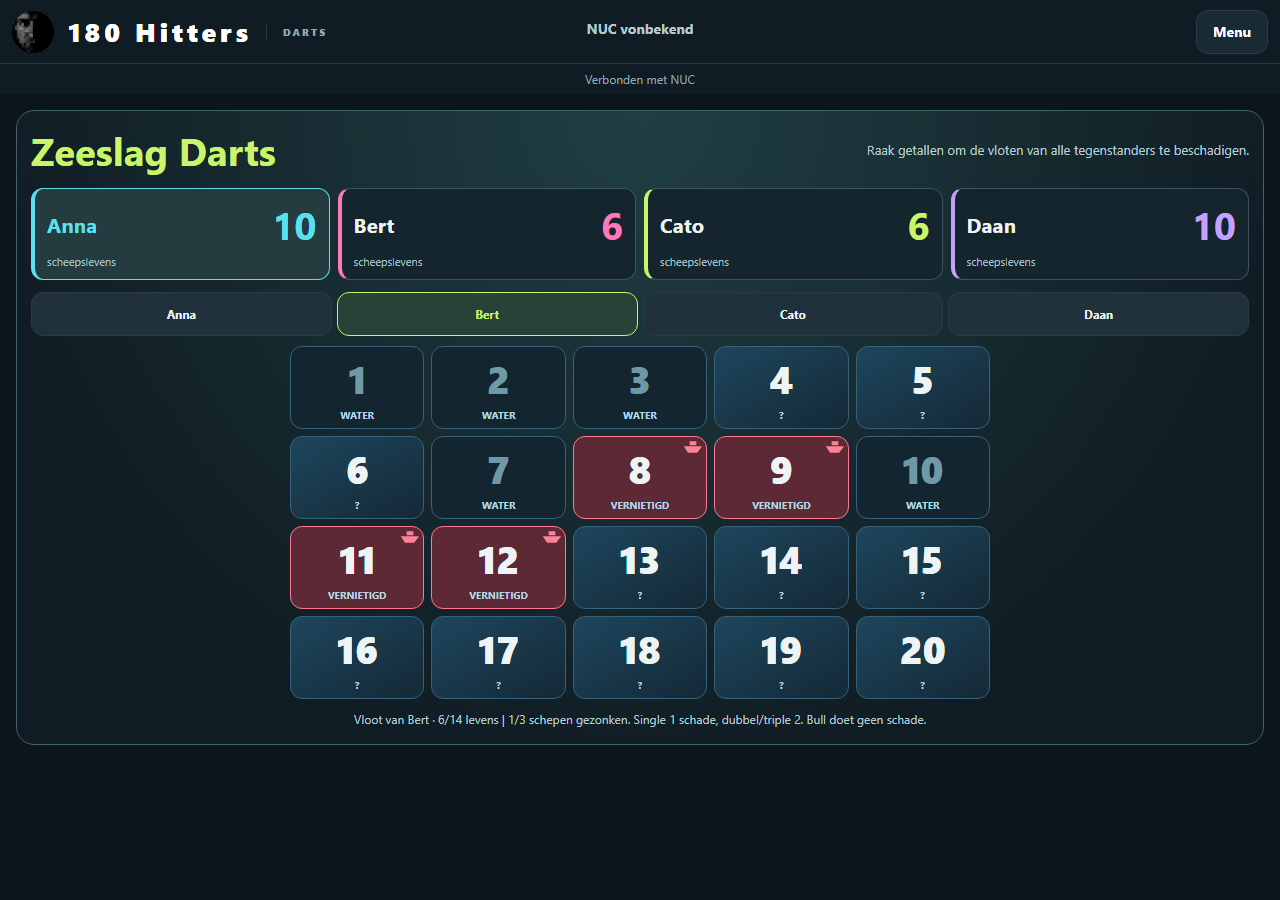 180 Hitters DARTS NUC vonbekend Menu
Verbonden met NUC
Zeeslag Darts
Raak getallen om de vloten van alle tegenstanders te beschadigen.
Anna 10
scheepslevens
Bert 6
scheepslevens
Cato 6
scheepslevens
Daan 10
scheepslevens
Anna Bert Cato Daan
1 2 3 4 5
WATER WATER WATER ? ?
6 7 8 9 10
? WATER VERNIETIGD VERNIETIGD WATER
11 12 13 14 15
VERNIETIGD VERNIETIGD ? ? ?
16 17 18 19 20
? ? ? ? ?
Vloot van Bert · 6/14 levens | 1/3 schepen gezonken. Single 1 schade, dubbel/triple 2. Bull doet geen schade.